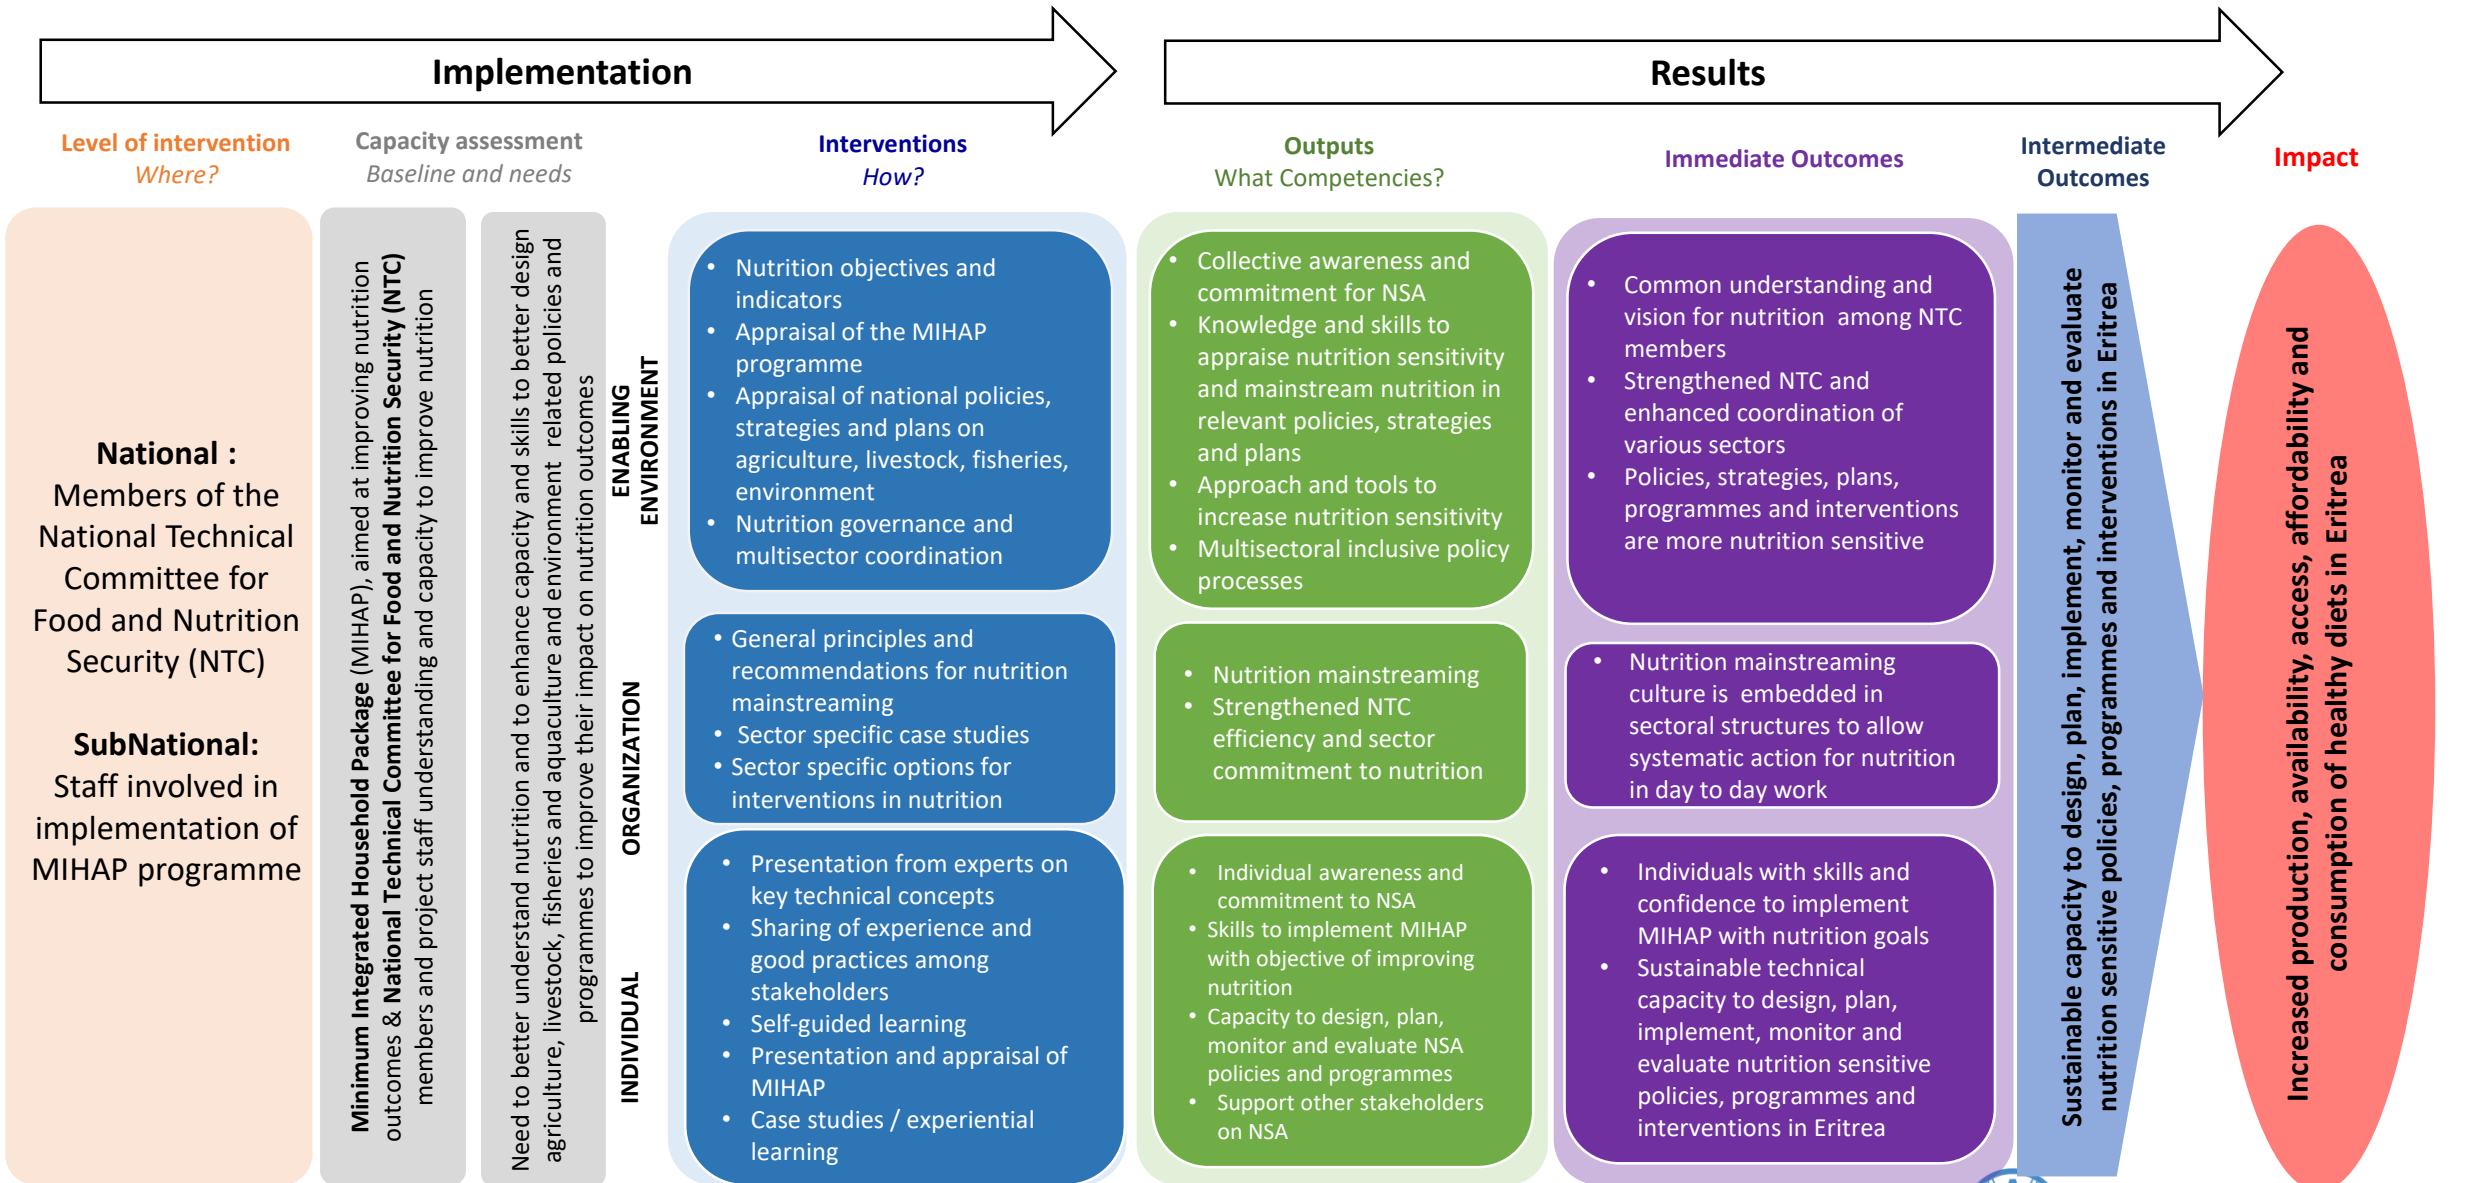 Implementation
Results
Level of intervention
Where?
Capacity assessment
Baseline and needs
Interventions
How?
Outputs
What Competencies?
Immediate Outcomes
Intermediate
Outcomes
Impact
National :
Members of the
National Technical
Committee for
Food and Nutrition
Security (NTC)
SubNational:
Staff involved in
implementation of
MIHAP programme
Minimum Integrated Household Package (MIHAP), aimed at improving nutrition
outcomes & National Technical Committee for Food and Nutrition Security (NTC)
members and project staff understanding and capacity to improve nutrition
Need to better understand nutrition and to enhance capacity and skills to better design
agriculture, livestock, fisheries and aquaculture and environment related policies and
programmes to improve their impact on nutrition outcomes
ENABLING
ENVIRONMENT
• Nutrition objectives and
indicators
• Appraisal of the MIHAP
programme
• Appraisal of national policies,
strategies and plans on
agriculture, livestock, fisheries,
environment
• Nutrition governance and
multisector coordination
• Collective awareness and
commitment for NSA
• Knowledge and skills to
appraise nutrition sensitivity
and mainstream nutrition in
relevant policies, strategies
and plans
• Approach and tools to
increase nutrition sensitivity
• Multisectoral inclusive policy
processes
• Common understanding and
vision for nutrition among NTC
members
• Strengthened NTC and
enhanced coordination of
various sectors
• Policies, strategies, plans,
programmes and interventions
are more nutrition sensitive
ORGANIZATION
• General principles and
recommendations for nutrition
mainstreaming
• Sector specific case studies
• Sector specific options for
interventions in nutrition
• Nutrition mainstreaming
• Strengthened NTC
efficiency and sector
commitment to nutrition
• Nutrition mainstreaming
culture is embedded in
sectoral structures to allow
systematic action for nutrition
in day to day work
INDIVIDUAL
• Presentation from experts on
key technical concepts
• Sharing of experience and
good practices among
stakeholders
• Self-guided learning
• Presentation and appraisal of
MIHAP
• Case studies / experiential
learning
• Individual awareness and
commitment to NSA
• Skills to implement MIHAP
with objective of improving
nutrition
• Capacity to design, plan,
monitor and evaluate NSA
policies and programmes
• Support other stakeholders
on NSA
• Individuals with skills and
confidence to implement
MIHAP with nutrition goals
• Sustainable technical
capacity to design, plan,
implement, monitor and
evaluate nutrition sensitive
policies, programmes and
interventions in Eritrea
Sustainable capacity to design, plan, implement, monitor and evaluate
nutrition sensitive policies, programmes and interventions in Eritrea
Increased production, availability, access, affordability and
consumption of healthy diets in Eritrea